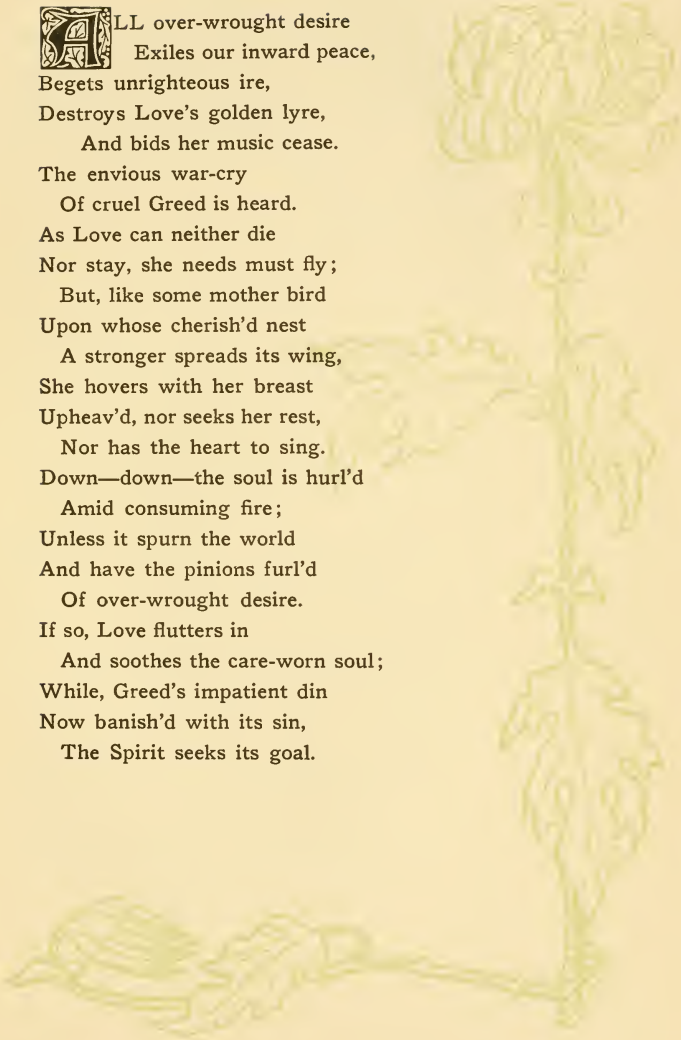 ALL over-wrought desire
Exiles our inward peace,
Begets unrighteous ire,
Destroys Love's golden lyre,
And bids her music cease.
The envious war-cry
Of cruel Greed is heard.
As Love can neither die
Nor stay, she needs must fly;
But, like some mother bird
Upon whose cherish'd nest
A stronger spreads its wing,
She hovers with her breast
Upheav'd, nor seeks her rest,
Nor has the heart to sing.
Down—down—the soul is hurl'd
Amid consuming fire;
Unless it spurn the world
And have the pinions furl'd
Of over-wrought desire.
If so, Love flutters in
And soothes the care-worn soul;
While, Greed's impatient din
Now banish'd with its sin,
The Spirit seeks its goal.